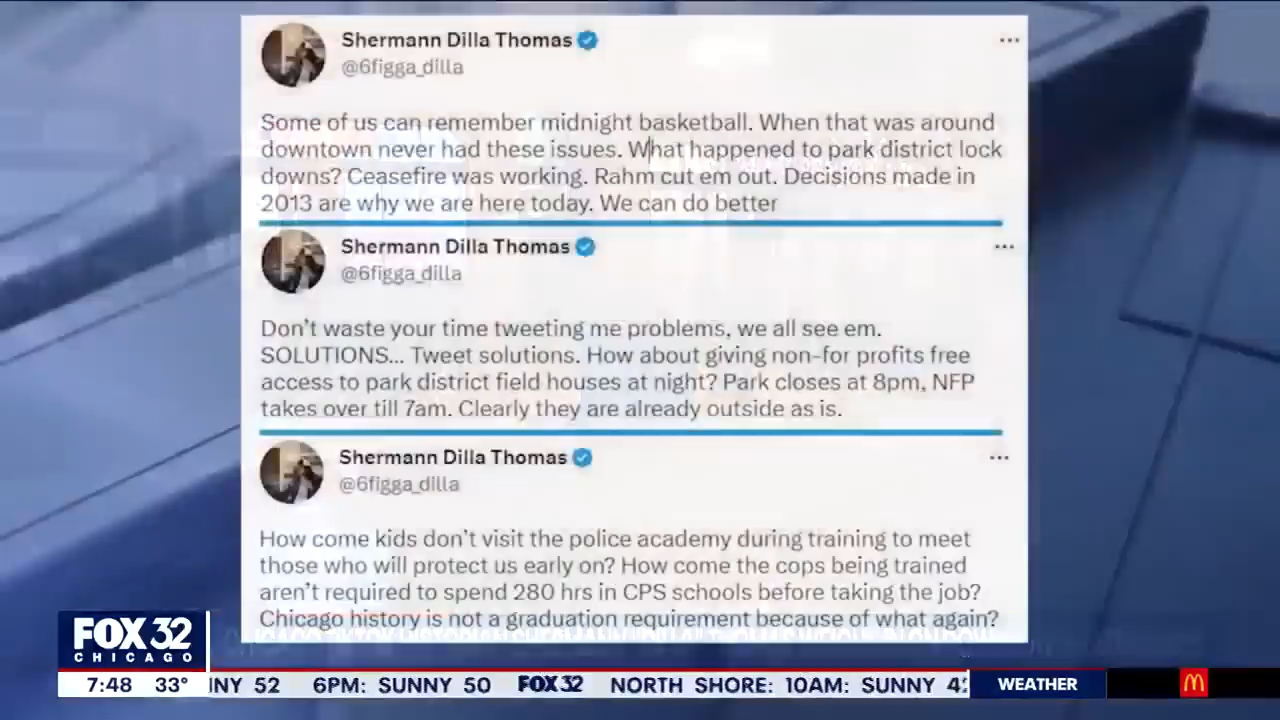 Shermann Dilla Thomas
@6figga_dilla
Some of us can remember midnight basketball. When that was around
downtown never had these issues. What happened to park district lock
downs? Ceasefire was working. Rahm cut em out. Decisions made in
2013 are why we are here today. We can do better
Shermann Dilla Thomas
@6figga_dilla
Don't waste your time tweeting me problems, we all see em.
SOLUTIONS... Tweet solutions. How about giving non-for profits free
access to park district field houses at night? Park closes at 8pm, NFP
takes over till 7am. Clearly they are already outside as is.
Shermann Dilla Thomas
@6figga_dilla
How come kids don't visit the police academy during training to meet
those who will protect us early on? How come the cops being trained
aren't required to spend 280 hrs in CPS schools before taking the job?
Chicago history is not a graduation requirement because of what again?
FOX 32
CHICAGO
7:48 33° NNY 52 6PM: SUNNY 50 FOX 32 NORTH SHORE: 10AM: SUNNY 4 WEATHER